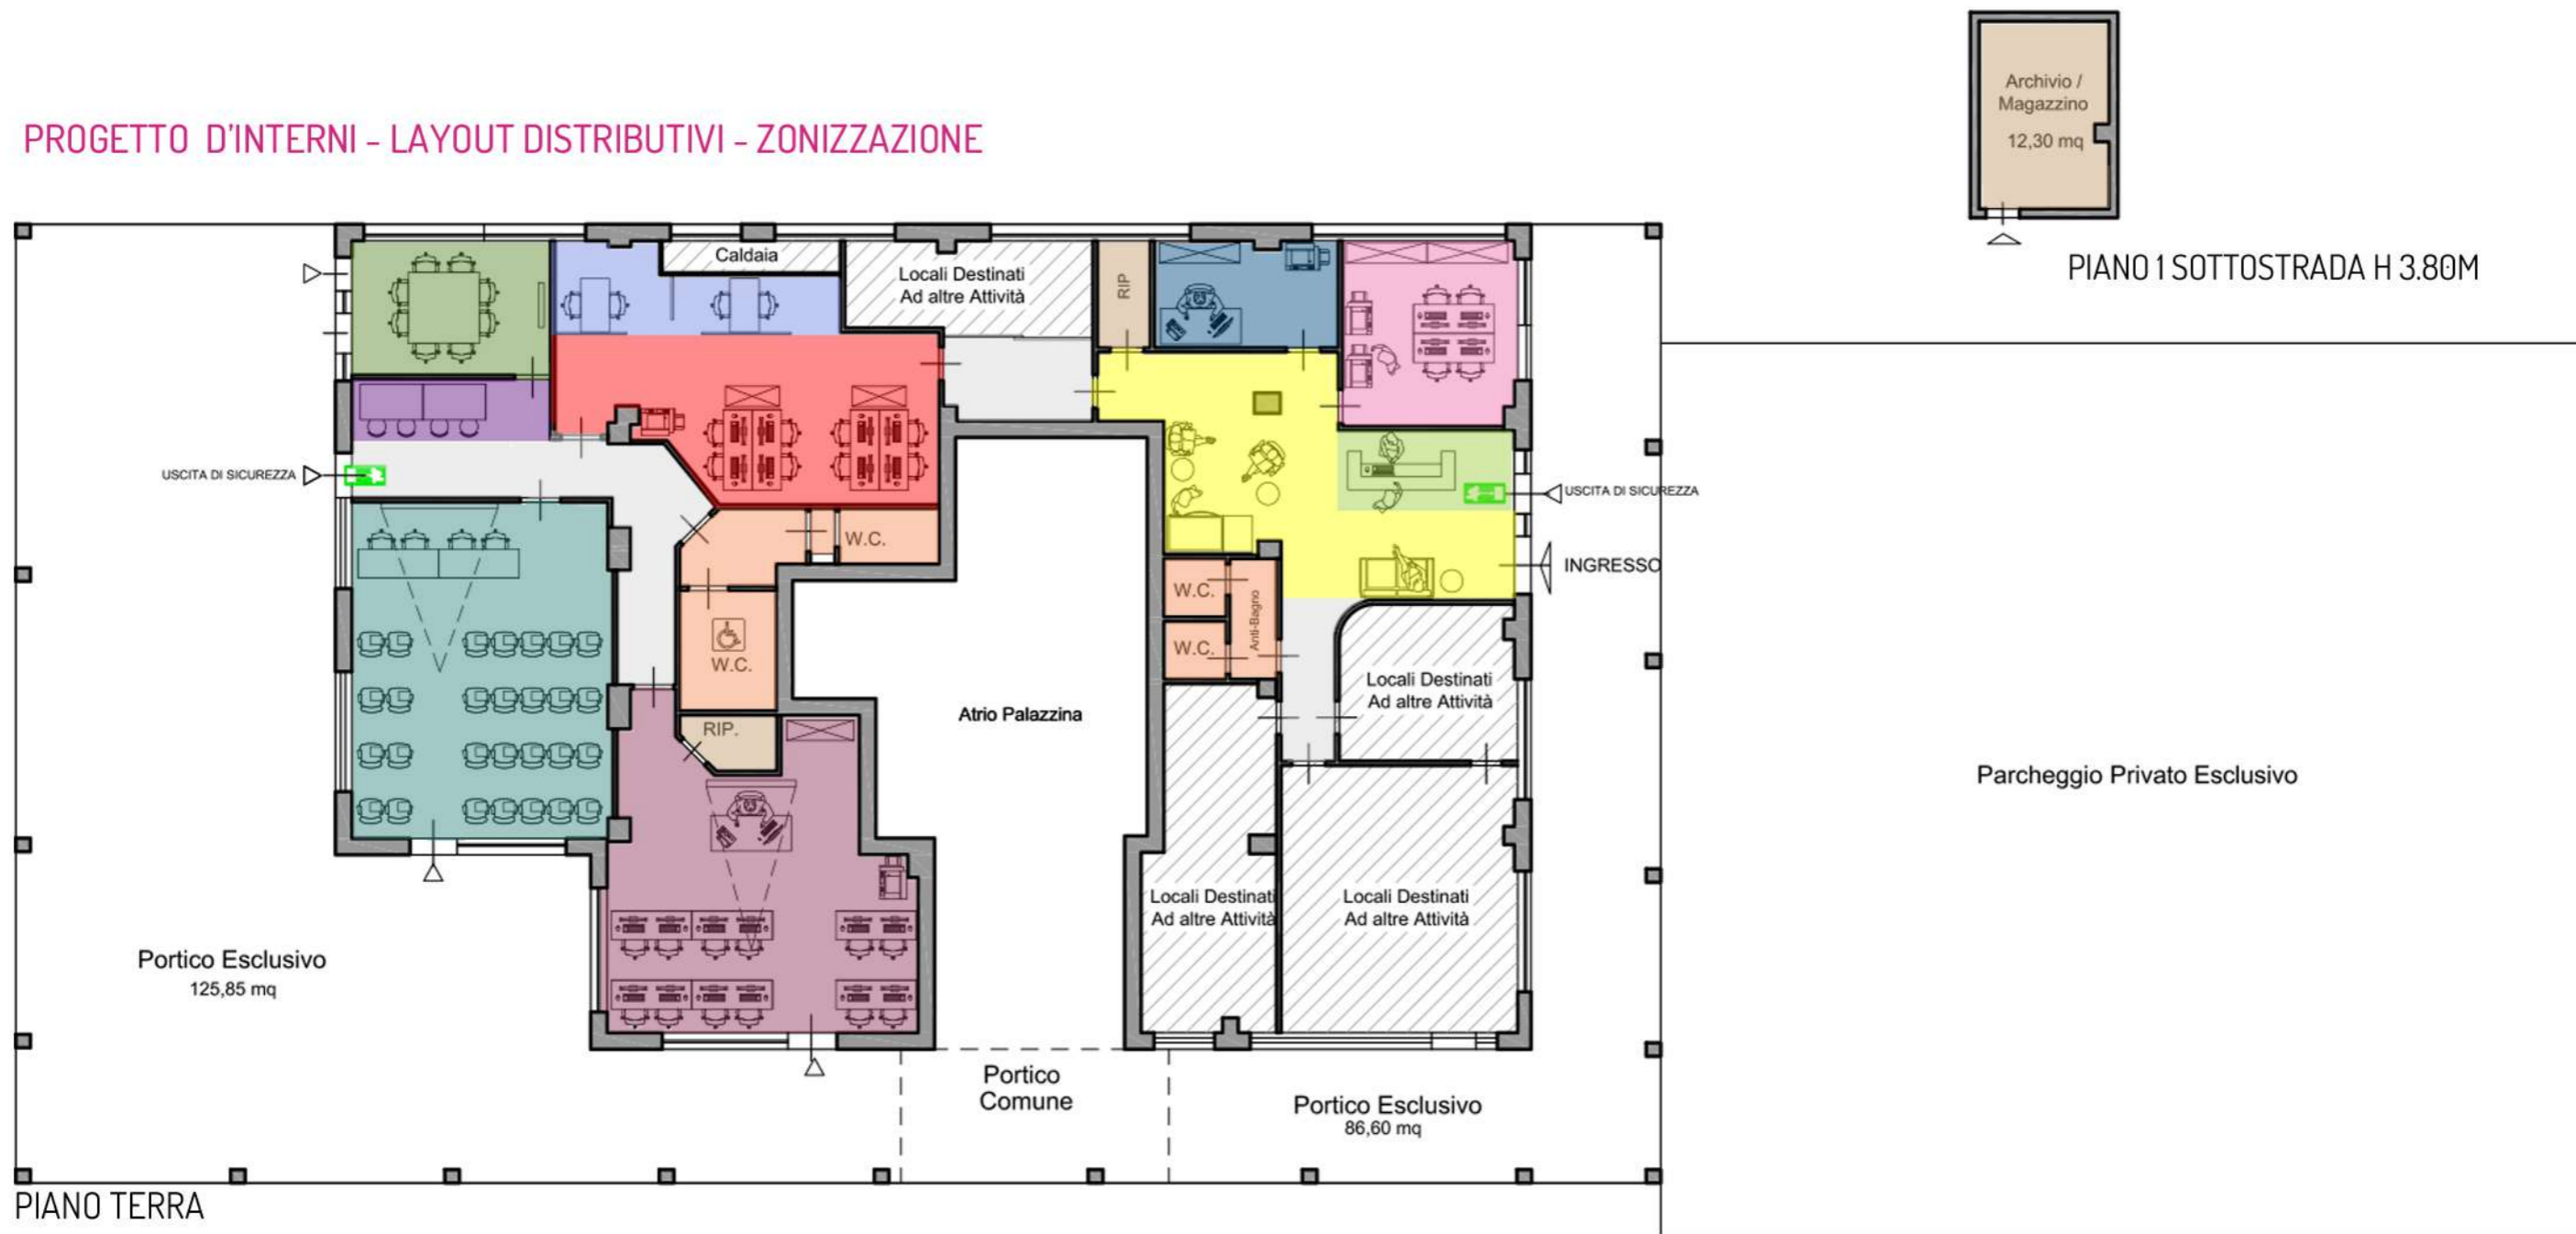 Archivio /
Magazzino
12,30 mq
PROGETTO D'INTERNI - LAYOUT DISTRIBUTIVI - ZONIZZAZIONE
PIANO 1 SOTTOSTRADA H 3.80M
Caldaia
Locali Destinati
Ad altre Attività
RIP
USCITA DI SICUREZZA
USCITA DI SICUREZZA
W.C.
INGRESSO
W.C.
Anti-Bagno
W.C.
W.C.
Locali Destinati
Ad altre Attività
RIP.
Atrio Palazzina
Parcheggio Privato Esclusivo
Locali Destinati
Ad altre Attività
Locali Destinati
Ad altre Attività
Portico Esclusivo
125,85 mq
Portico
Comune
Portico Esclusivo
86,60 mq
PIANO TERRA